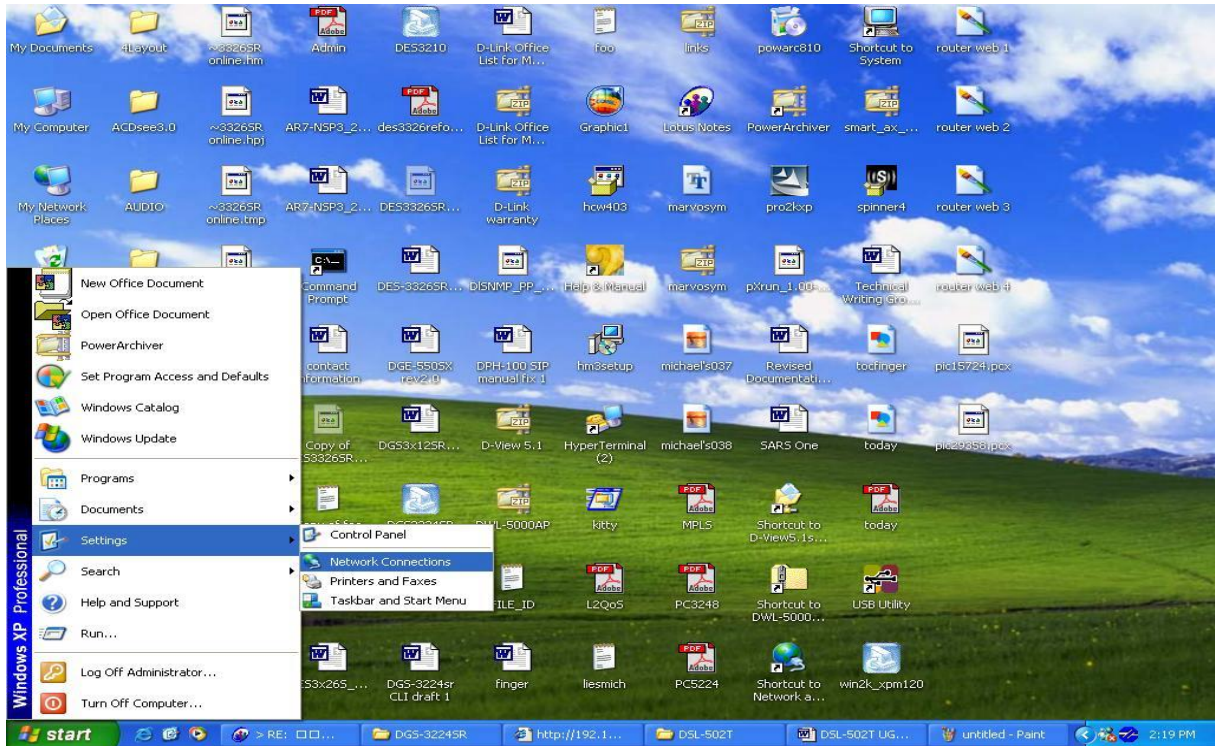 My Documents 4Layout ~3326SR Admin DES3210 D-Link Office foo links powarc810 Shortcut to router web 1
online.hm List for M... System
My Computer ACDsee3.0 ~3326SR AR7-NSP3_2... des3326refo... D-Link Office Graphic1 Lotus Notes PowerArchiver smart_ax_... router web 2
online.hpj List for M...
My Network AUDIO ~3326SR AR7-NSP3_2... DES3326SR... D-Link hcw403 marvosym pro2kxp spinner4 router web 3
Places online.tmp warranty
Command DES-3326SR... DlSNMP_PP_... Help & Manual marvosym pXrun_1.00-... Technical router web 4
Prompt Writing Gro...
contact DGE-550SX DPH-100 SIP hm3setup michael's037 Revised tocfinger pic15724.pcx
information rev2.0 manual fix 1 Documentati...
Copy of DGS3x12SR... D-View 5.1 HyperTerminal michael's038 SARS One today pic29358.pcx
S3326SR... (2)
DWL-5000AP kitty MPLS Shortcut to today
D-View5.1s...
FILE_ID L2QoS PC3248 Shortcut to USB Utility
DWL-5000...
S3x26S_... DGS-3224sr finger liesmich PC5224 Shortcut to win2k_xpm120
CLI draft 1 Network a...
New Office Document
Open Office Document
PowerArchiver
Set Program Access and Defaults
Windows Catalog
Windows Update
Programs
Documents
Settings
Search
Help and Support
Run...
Log Off Administrator...
Turn Off Computer...
Windows XP Professional
Control Panel
Network Connections
Printers and Faxes
Taskbar and Start Menu
start > RE: □□... DGS-3224SR http://192.1... DSL-502T DSL-502T UG... untitled - Paint 2:19 PM